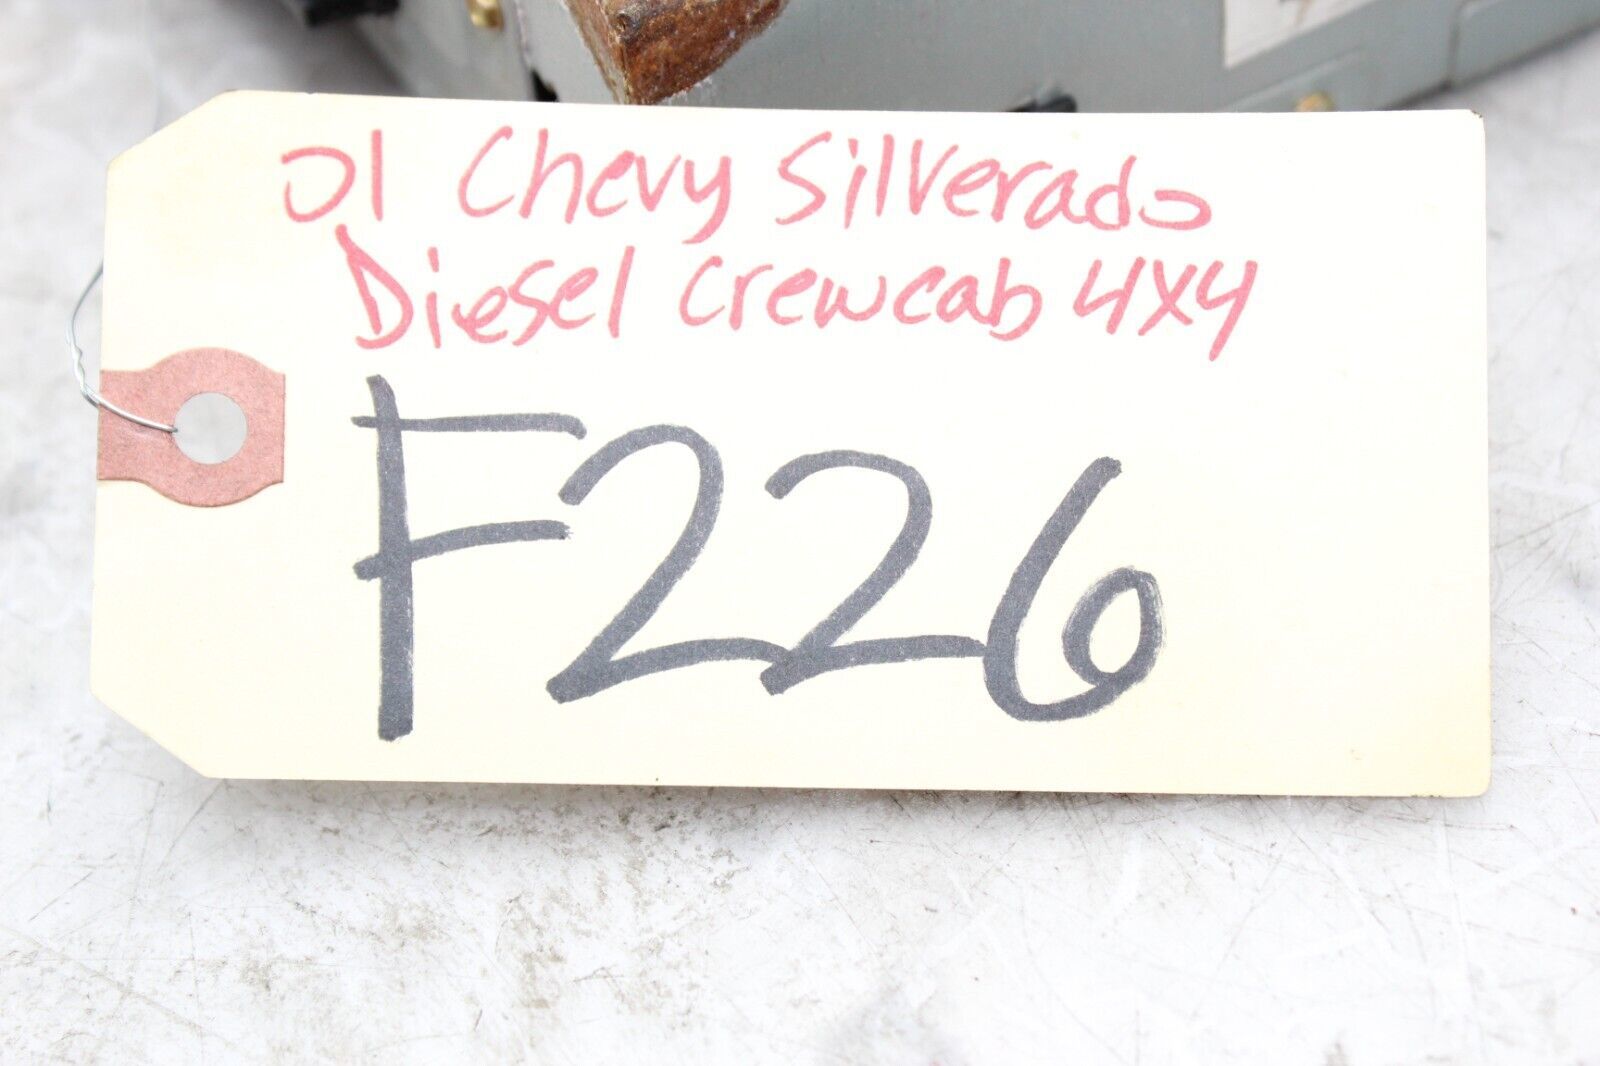 01 Chevy Silverado
Diesel crewcab 4x4
F226